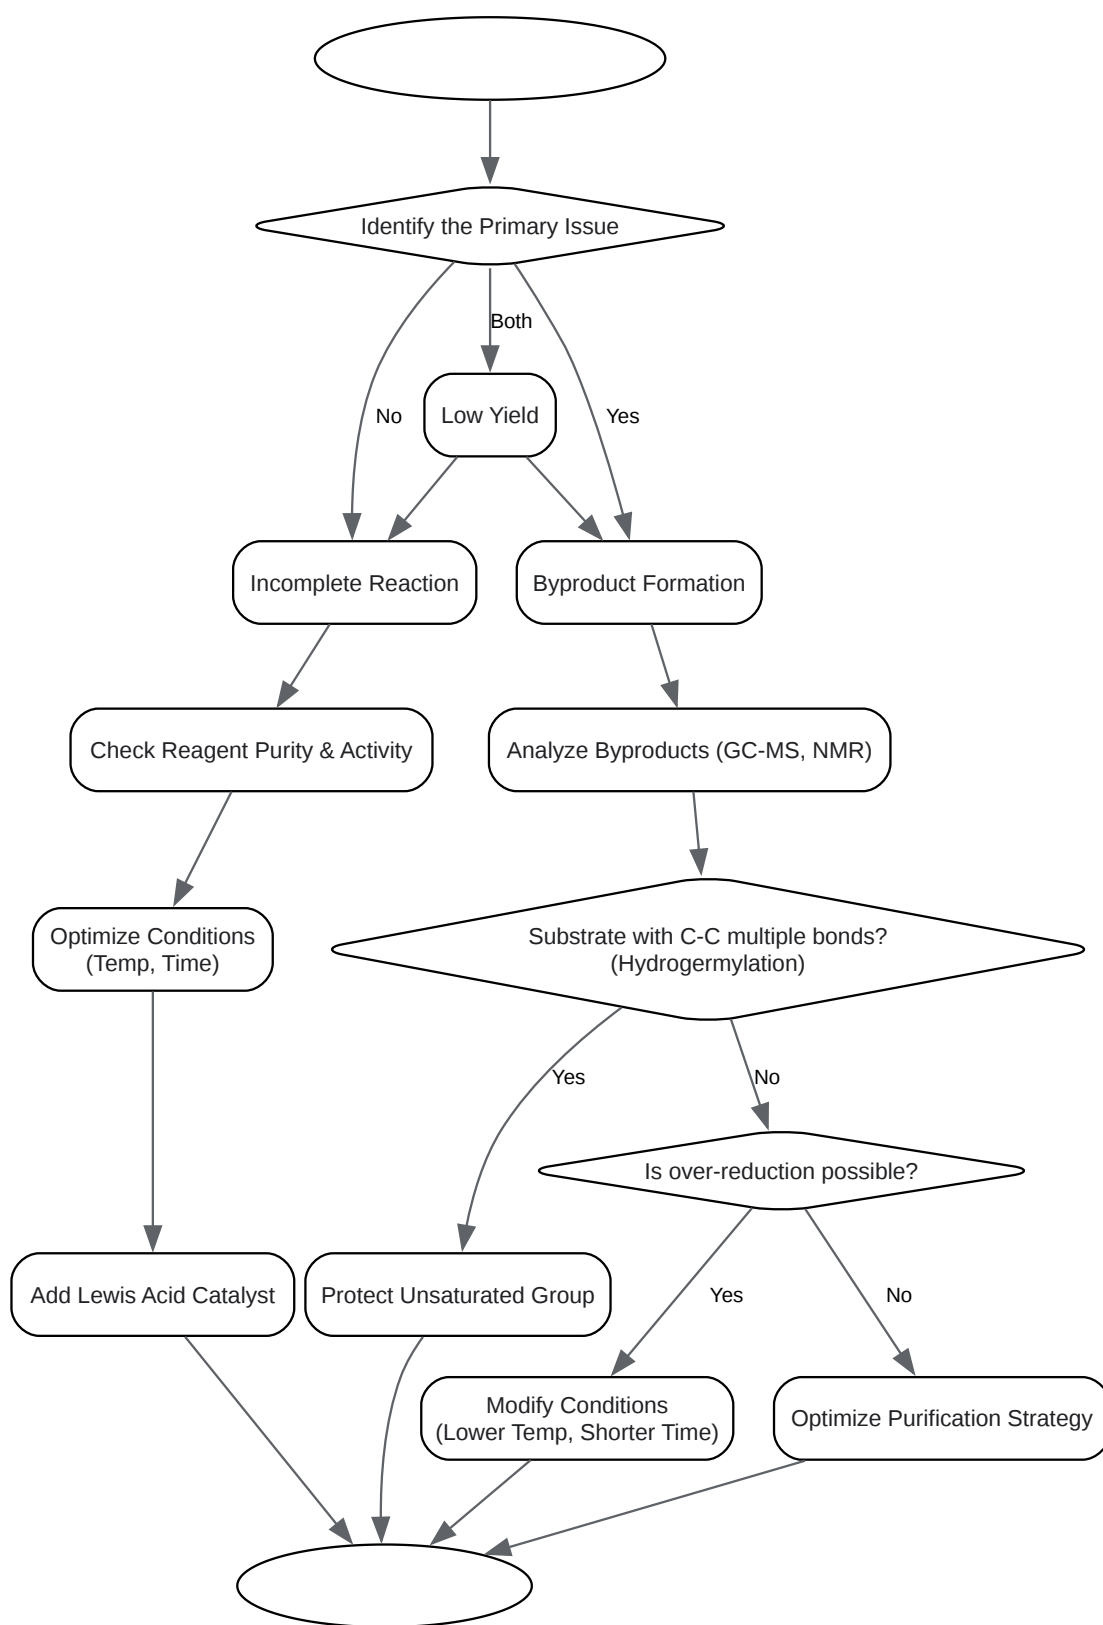 Identify the Primary Issue
Both
No
Low Yield
Yes
Incomplete Reaction
Byproduct Formation
Check Reagent Purity & Activity
Analyze Byproducts (GC-MS, NMR)
Optimize Conditions
(Temp, Time)
Substrate with C-C multiple bonds?
(Hydrogermylation)
Yes
No
Is over-reduction possible?
Add Lewis Acid Catalyst
Protect Unsaturated Group
Yes
No
Modify Conditions
(Lower Temp, Shorter Time)
Optimize Purification Strategy